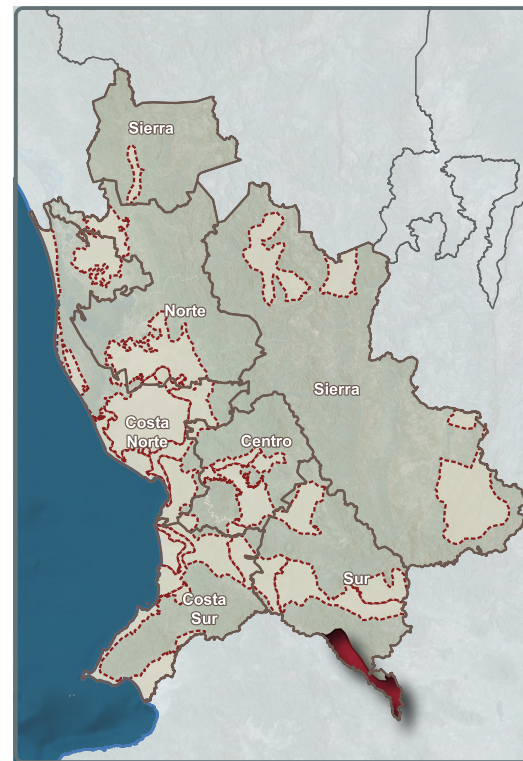 Sierra
Norte
Sierra
Costa
Norte
Centro
Sur
Costa
Sur